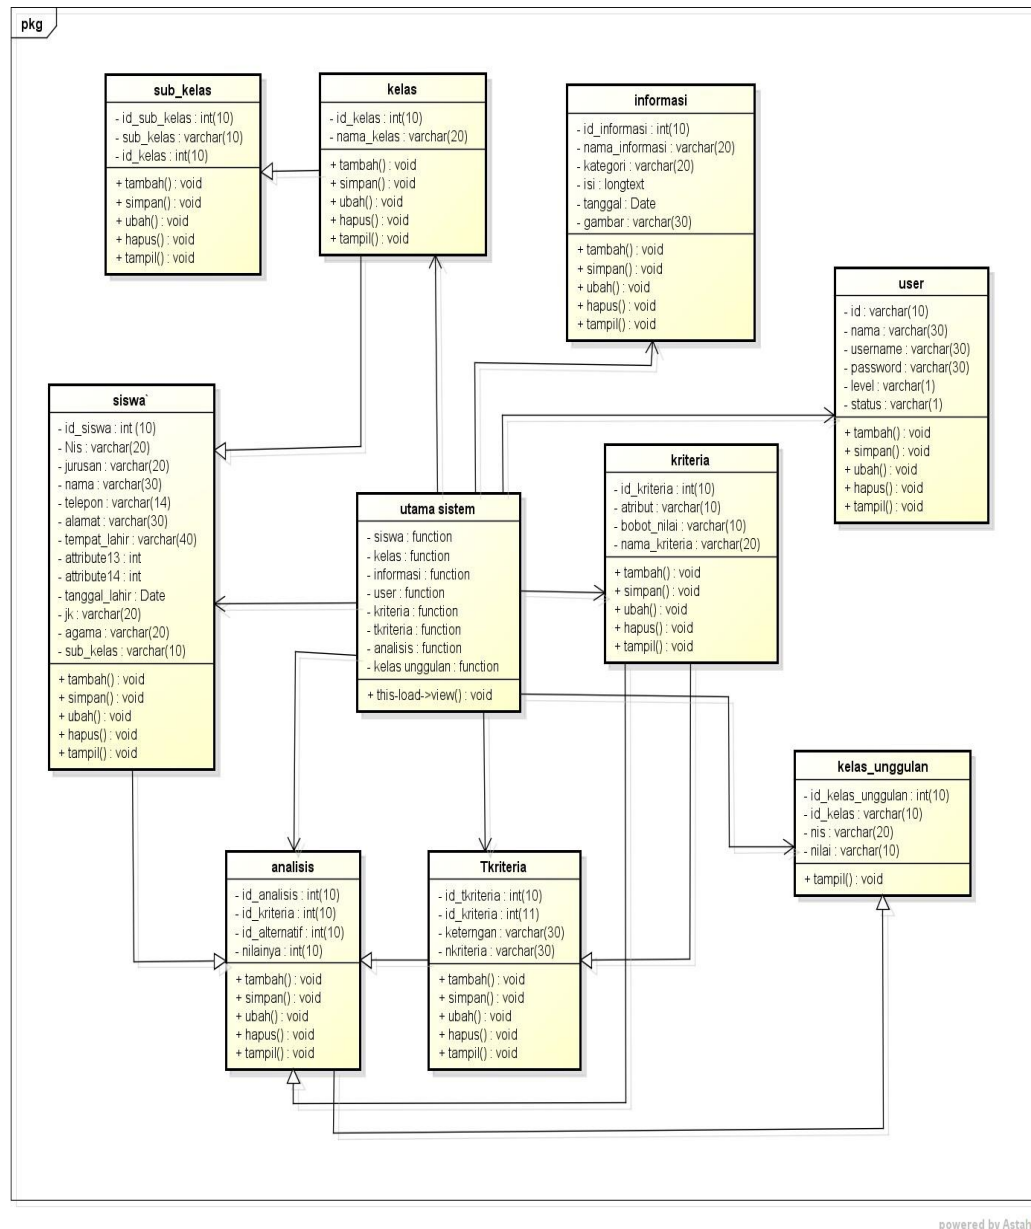 pkg
sub_kelas
- id_sub_kelas : int(10)
- sub_kelas : varchar(10)
- id_kelas : int(10)
+ tambah() : void
+ simpan() : void
+ ubah() : void
+ hapus() : void
+ tampil() : void
kelas
- id_kelas : int(10)
- nama_kelas : varchar(20)
+ tambah() : void
+ simpan() : void
+ ubah() : void
+ hapus() : void
+ tampil() : void
informasi
- id_informasi : int(10)
- nama_informasi : varchar(20)
- kategori : varchar(20)
- isi : longtext
- tanggal : Date
- gambar : varchar(30)
+ tambah() : void
+ simpan() : void
+ ubah() : void
+ hapus() : void
+ tampil() : void
user
- id : varchar(10)
- nama : varchar(30)
- username : varchar(30)
- password : varchar(30)
- level : varchar(1)
- status : varchar(1)
+ tambah() : void
+ simpan() : void
+ ubah() : void
+ hapus() : void
+ tampil() : void
siswa`
- id_siswa : int (10)
- Nis : varchar(20)
- jurusan : varchar(20)
- nama : varchar(30)
- telepon : varchar(14)
- alamat : varchar(30)
- tempat_lahir : varchar(40)
- attribute13 : int
- attribute14 : int
- tanggal_lahir : Date
- jk : varchar(20)
- agama : varchar(20)
- sub_kelas : varchar(10)
+ tambah() : void
+ simpan() : void
+ ubah() : void
+ hapus() : void
+ tampil() : void
utama sistem
- siswa : function
- kelas : function
- informasi : function
- user : function
- kriteria : function
- tkriteria : function
- analisis : function
- kelas unggulan : function
+ this-load->view() : void
kriteria
- id_kriteria : int(10)
- atribut : varchar(10)
- bobot_nilai : varchar(10)
- nama_kriteria : varchar(20)
+ tambah() : void
+ simpan() : void
+ ubah() : void
+ hapus() : void
+ tampil() : void
kelas_unggulan
- id_kelas_unggulan : int(10)
- id_kelas : varchar(10)
- nis : varchar(20)
- nilai : varchar(10)
+ tampil() : void
analisis
- id_analisis : int(10)
- id_kriteria : int(10)
- id_alternatif : int(10)
- nilainya : int(10)
+ tambah() : void
+ simpan() : void
+ ubah() : void
+ hapus() : void
+ tampil() : void
Tkriteria
- id_tkriteria : int(10)
- id_kriteria : int(11)
- keterngan : varchar(30)
- nkriteria : varchar(30)
+ tambah() : void
+ simpan() : void
+ ubah() : void
+ hapus() : void
+ tampil() : void
powered by Astah